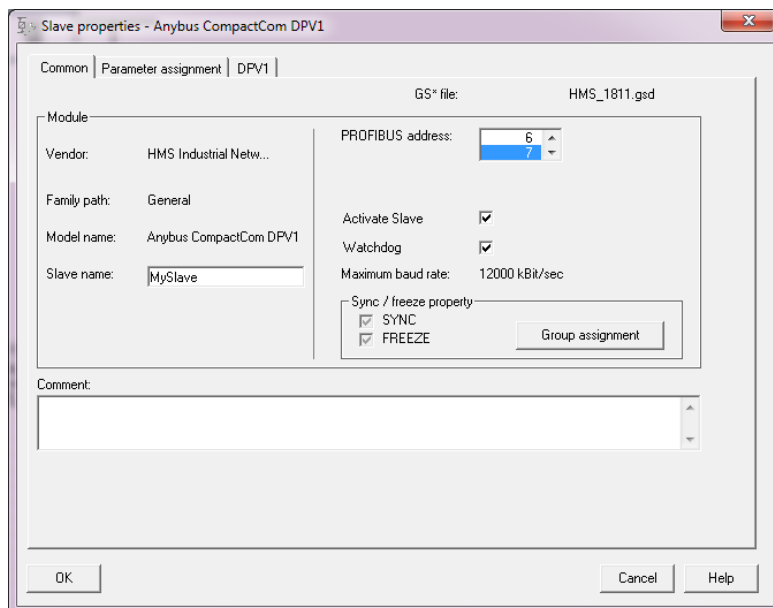 Slave properties - Anybus CompactCom DPV1
Common
Parameter assignment
DPV1
GS* file:
HMS_1811.gsd
Module
Vendor:
HMS Industrial Netw...
Family path:
General
Model name:
Anybus CompactCom DPV1
Slave name:
MySlave
PROFIBUS address:
6
7
Activate Slave
Watchdog
Maximum baud rate:
12000 kBit/sec
Sync / freeze property
SYNC
FREEZE
Group assignment
Comment:
OK
Cancel
Help